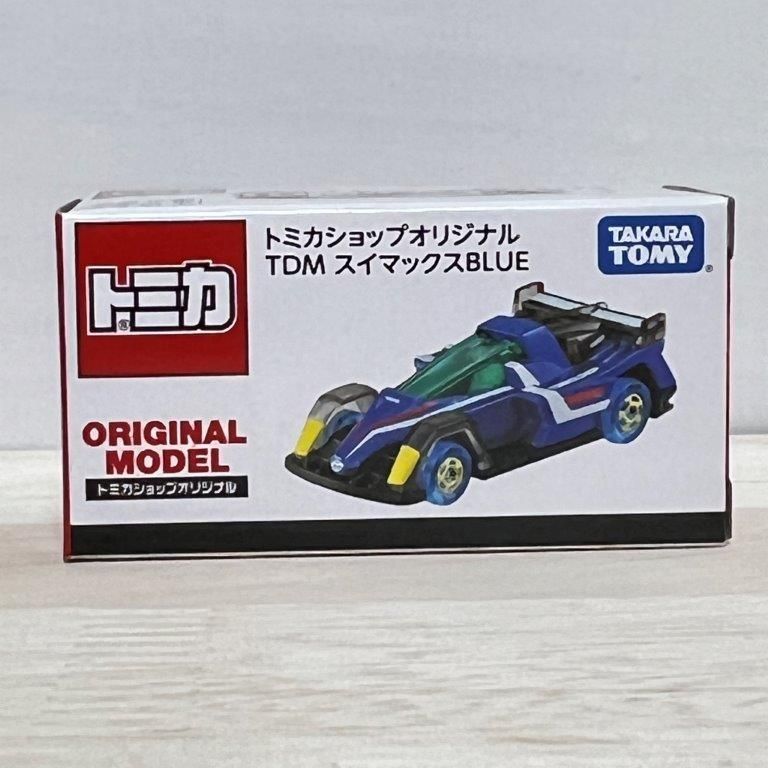 トミカショップオリジナル
TDM スイマックスBLUE
TAKARA
TOMY
トミカ
ORIGINAL
MODEL
トミカショップオリジナル